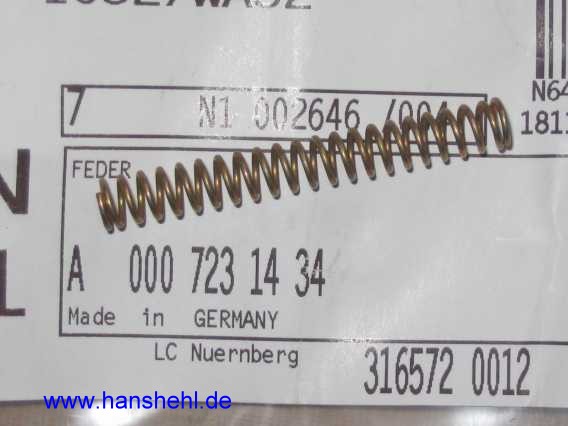 7 N1 002646 /004
N64
1811
FEDER
A 000 723 14 34
Made in GERMANY
LC Nuernberg
316572 0012
www.hanshehl.de